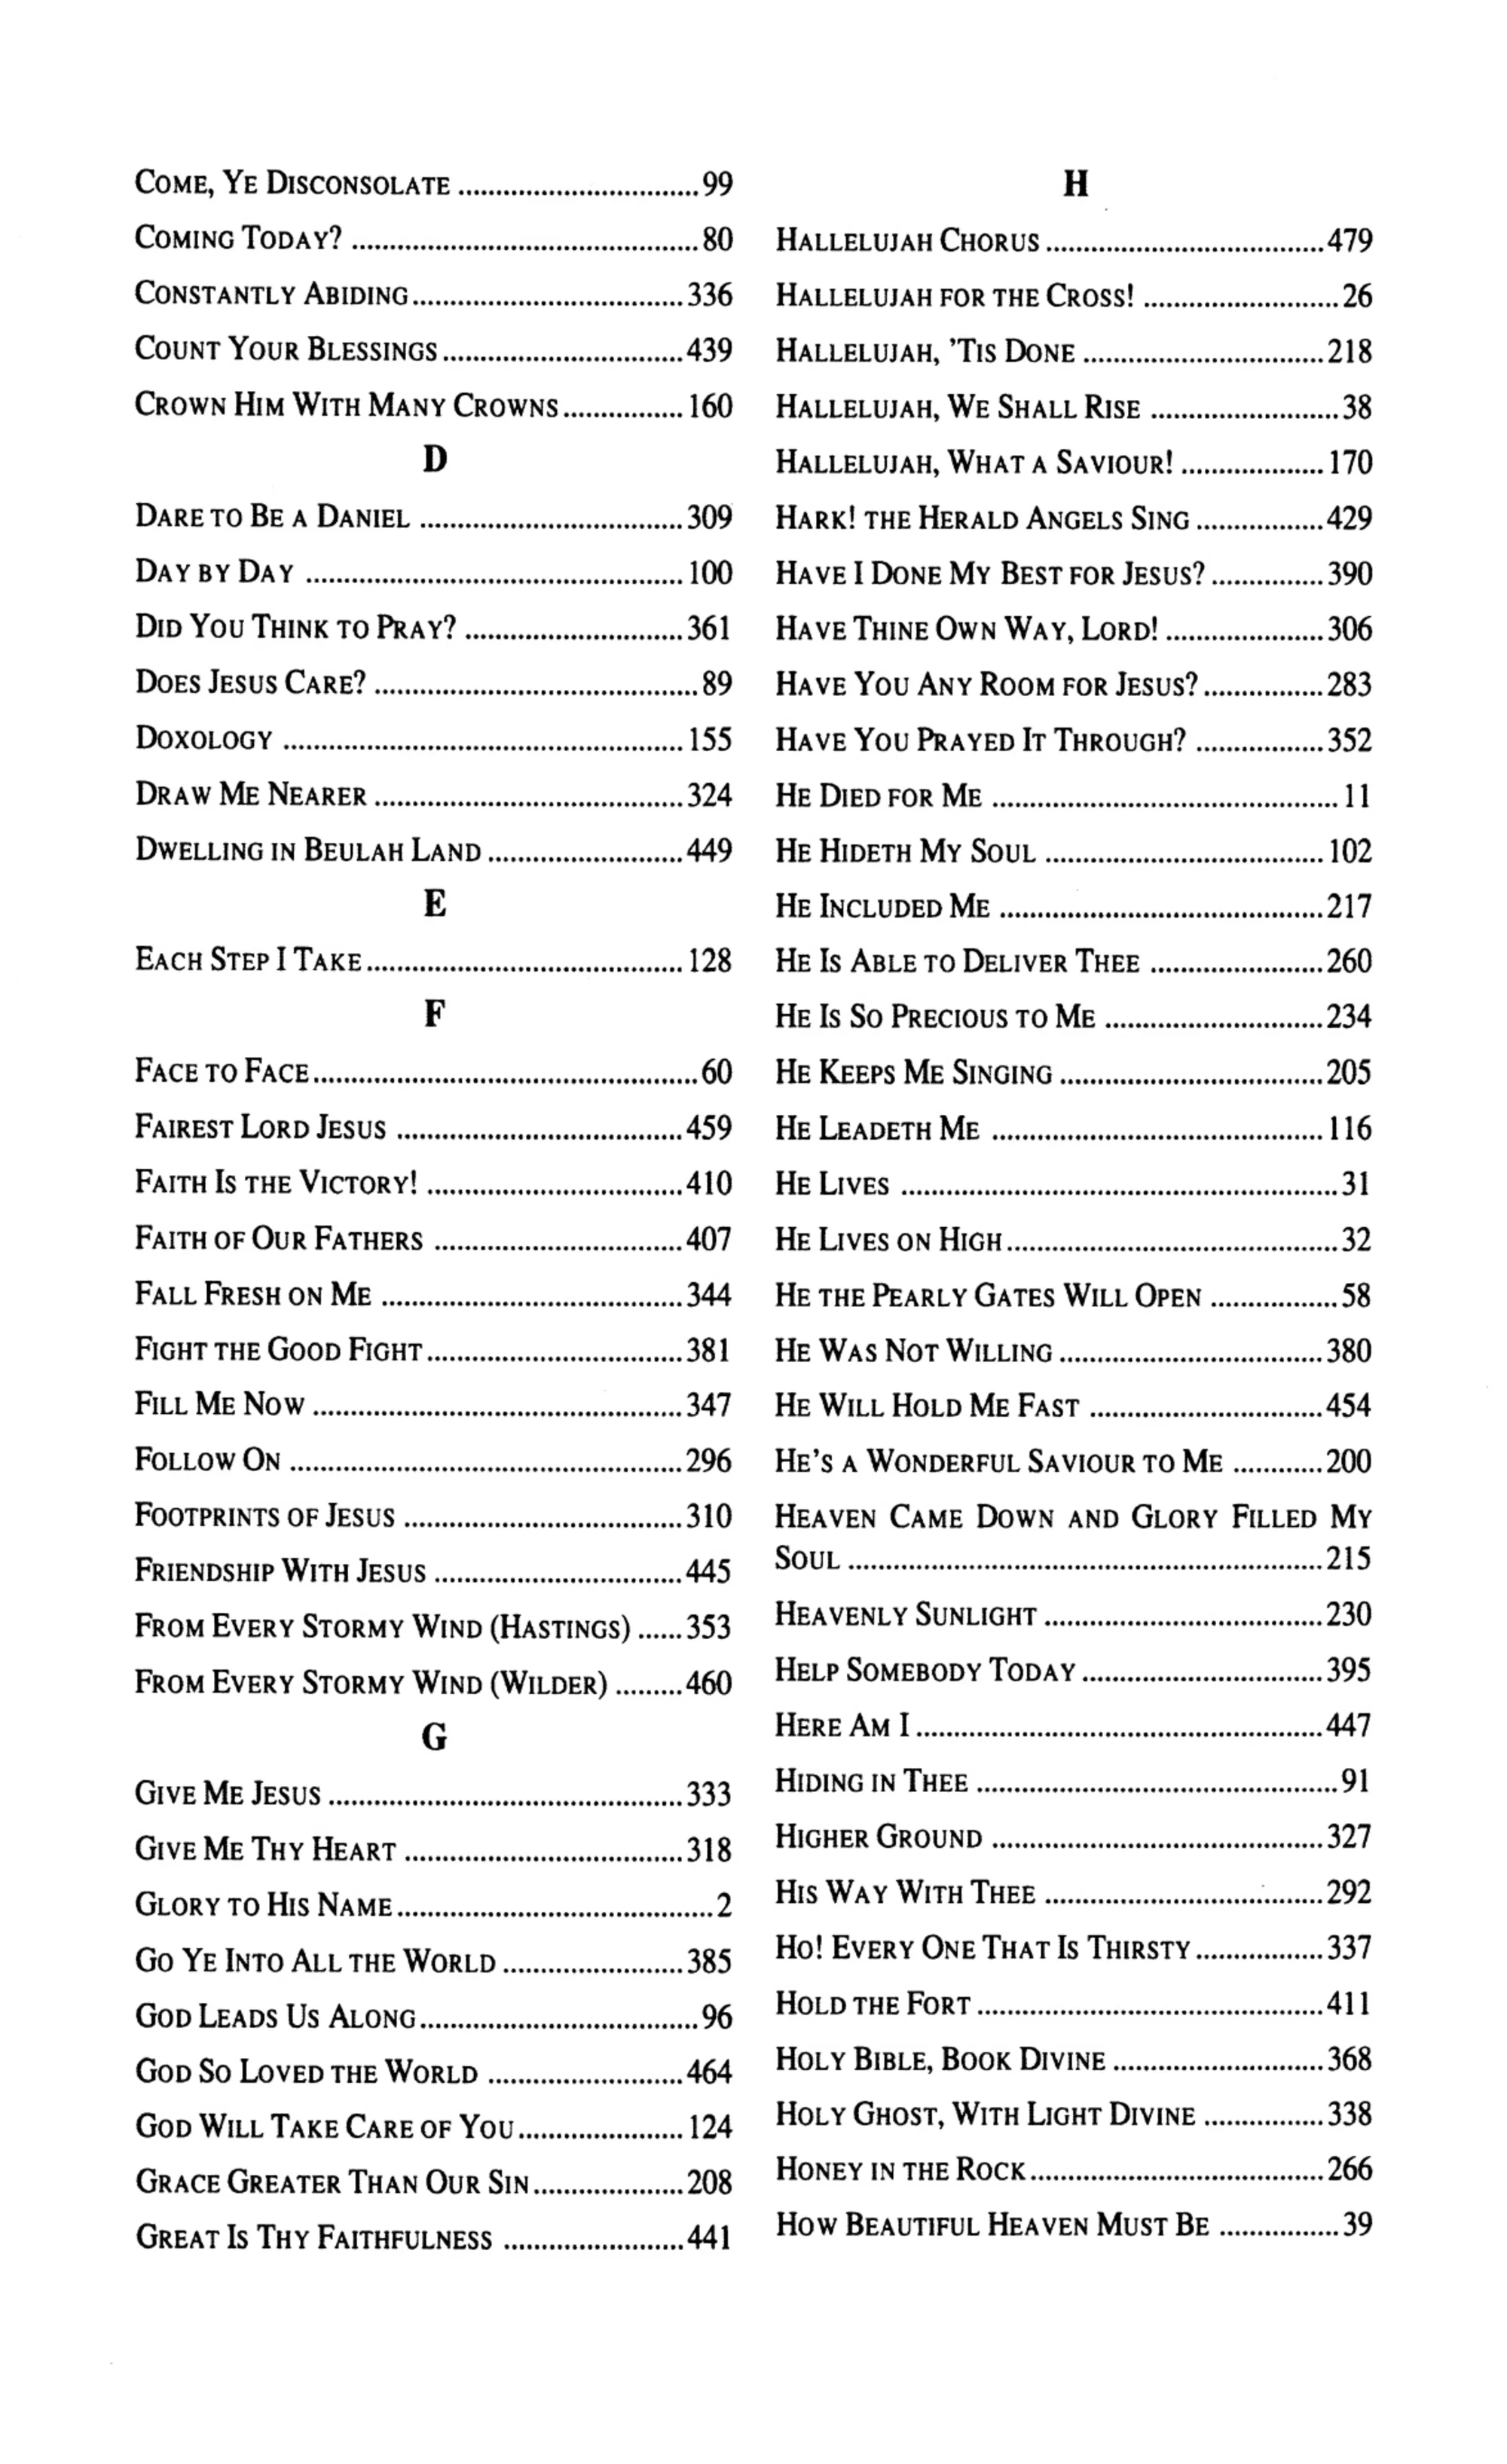 COME, YE DISCONSOLATE ................................ 99
COMING TODAY? .............................................. 80
CONSTANTLY ABIDING.................................... 336
COUNT YOUR BLESSINGS................................ 439
CROWN HIM WITH MANY CROWNS................ 160
D
DARE TO BE A DANIEL ................................... 309
DAY BY DAY .................................................. 100
DID YOU THINK TO PRAY? ............................. 361
DOES JESUS CARE? ........................................... 89
DOXOLOGY ..................................................... 155
DRAW ME NEARER ......................................... 324
DWELLING IN BEULAH LAND .......................... 449
E
EACH STEP I TAKE.......................................... 128
F
FACE TO FACE................................................... 60
FAIREST LORD JESUS ...................................... 459
FAITH IS THE VICTORY! .................................. 410
FAITH OF OUR FATHERS ................................. 407
FALL FRESH ON ME ........................................ 344
FIGHT THE GOOD FIGHT.................................. 381
FILL ME NOW ................................................. 347
FOLLOW ON .................................................... 296
FOOTPRINTS OF JESUS ..................................... 310
FRIENDSHIP WITH JESUS ................................. 445
FROM EVERY STORMY WIND (HASTINGS) ...... 353
FROM EVERY STORMY WIND (WILDER) ......... 460
G
GIVE ME JESUS ............................................... 333
GIVE ME THY HEART ..................................... 318
GLORY TO HIS NAME.......................................... 2
GO YE INTO ALL THE WORLD ........................ 385
GOD LEADS US ALONG..................................... 96
GOD SO LOVED THE WORLD .......................... 464
GOD WILL TAKE CARE OF YOU...................... 124
GRACE GREATER THAN OUR SIN.................... 208
GREAT IS THY FAITHFULNESS ........................ 441
H
HALLELUJAH CHORUS ..................................... 479
HALLELUJAH FOR THE CROSS! .......................... 26
HALLELUJAH, ’TIS DONE ................................ 218
HALLELUJAH, WE SHALL RISE ......................... 38
HALLELUJAH, WHAT A SAVIOUR! ................... 170
HARK! THE HERALD ANGELS SING ................. 429
HAVE I DONE MY BEST FOR JESUS? ............... 390
HAVE THINE OWN WAY, LORD! ..................... 306
HAVE YOU ANY ROOM FOR JESUS? ................ 283
HAVE YOU PRAYED IT THROUGH? ................. 352
HE DIED FOR ME .............................................. 11
HE HIDETH MY SOUL ..................................... 102
HE INCLUDED ME ........................................... 217
HE IS ABLE TO DELIVER THEE ....................... 260
HE IS SO PRECIOUS TO ME ............................. 234
HE KEEPS ME SINGING ................................... 205
HE LEADETH ME ............................................ 116
HE LIVES .......................................................... 31
HE LIVES ON HIGH............................................ 32
HE THE PEARLY GATES WILL OPEN ................. 58
HE WAS NOT WILLING ................................... 380
HE WILL HOLD ME FAST ............................... 454
HE’S A WONDERFUL SAVIOUR TO ME ............ 200
HEAVEN CAME DOWN AND GLORY FILLED MY
SOUL ............................................................... 215
HEAVENLY SUNLIGHT ..................................... 230
HELP SOMEBODY TODAY ................................ 395
HERE AM I ...................................................... 447
HIDING IN THEE ................................................ 91
HIGHER GROUND ............................................ 327
HIS WAY WITH THEE ..................................... 292
HO! EVERY ONE THAT IS THIRSTY ................. 337
HOLD THE FORT .............................................. 411
HOLY BIBLE, BOOK DIVINE ............................ 368
HOLY GHOST, WITH LIGHT DIVINE ................ 338
HONEY IN THE ROCK....................................... 266
HOW BEAUTIFUL HEAVEN MUST BE ................ 39